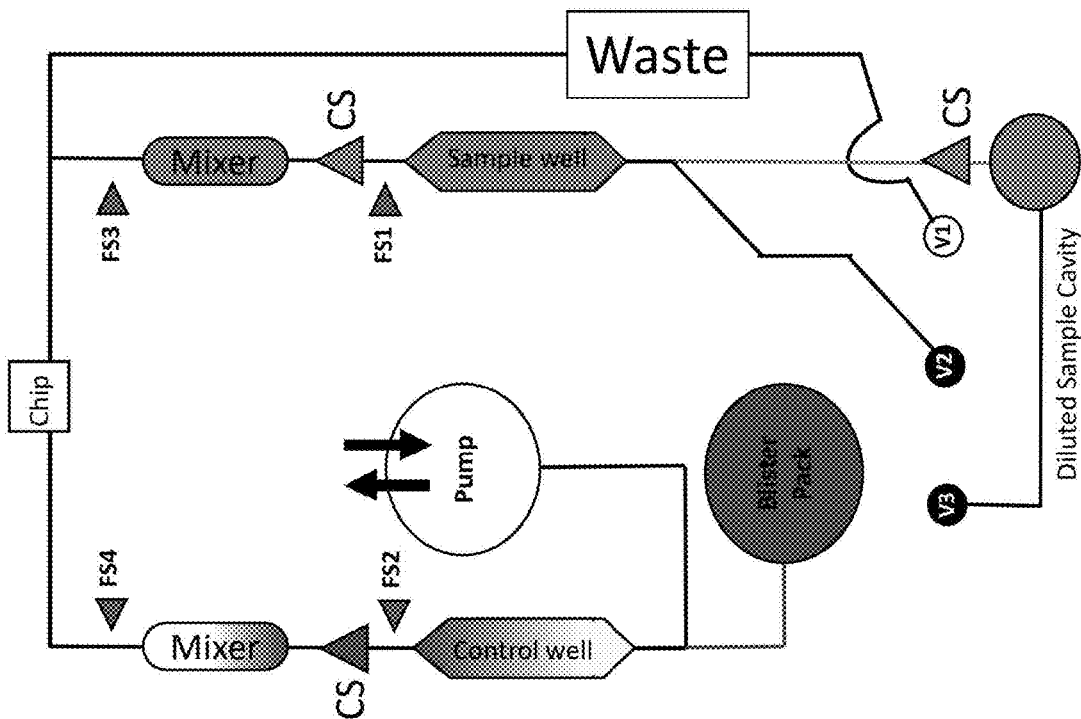 Waste
CS
Mixer
CS
Sample well
FS3
FS1
V1
Diluted Sample Cavity
Chip
V2
Pump
Blister
Pack
V3
FS4
FS2
Mixer
Control well
CS